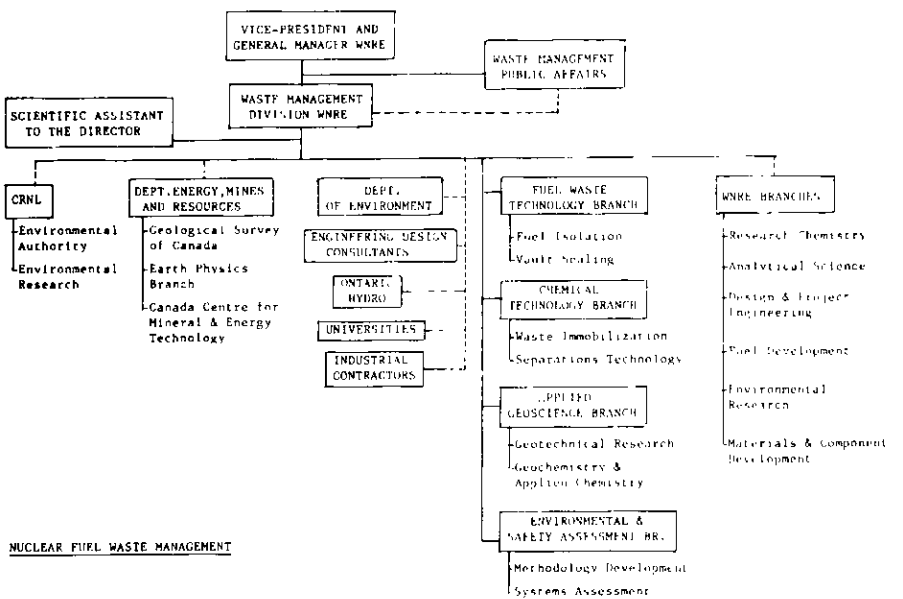 VICE-PRESIDENT AND
GENERAL MANAGER WNRE
WASTE MANAGEMENT
PUBLIC AFFAIRS
WASTE MANAGEMENT
DIVISION WNRE
SCIENTIFIC ASSISTANT
TO THE DIRECTOR
CRNL
Environmental
Authority
Environmental
Research
DEPT.ENERGY,MINES
AND RESOURCES
Geological Survey
of Canada
Earth Physics
Branch
Canada Centre for
Mineral & Energy
Technology
DEPT.
OF ENVIRONMENT
ENGINEERING DESIGN
CONSULTANTS
ONTARIO
HYDRO
UNIVERSITIES
INDUSTRIAL
CONTRACTORS
FUEL WASTE
TECHNOLOGY BRANCH
Fuel Isolation
Vault Sealing
CHEMICAL
TECHNOLOGY BRANCH
Waste Immobilization
Separations Technology
APPLIED
GEOSCIENCE BRANCH
Geotechnical Research
Geochemistry &
Applied Chemistry
ENVIRONMENTAL &
SAFETY ASSESSMENT BR.
Methodology Development
Systems Assessment
WNRE BRANCHES
Research Chemistry
Analytical Science
Design & Project
Engineering
Fuel Development
Environmental
Research
Materials & Component
Development
NUCLEAR FUEL WASTE MANAGEMENT